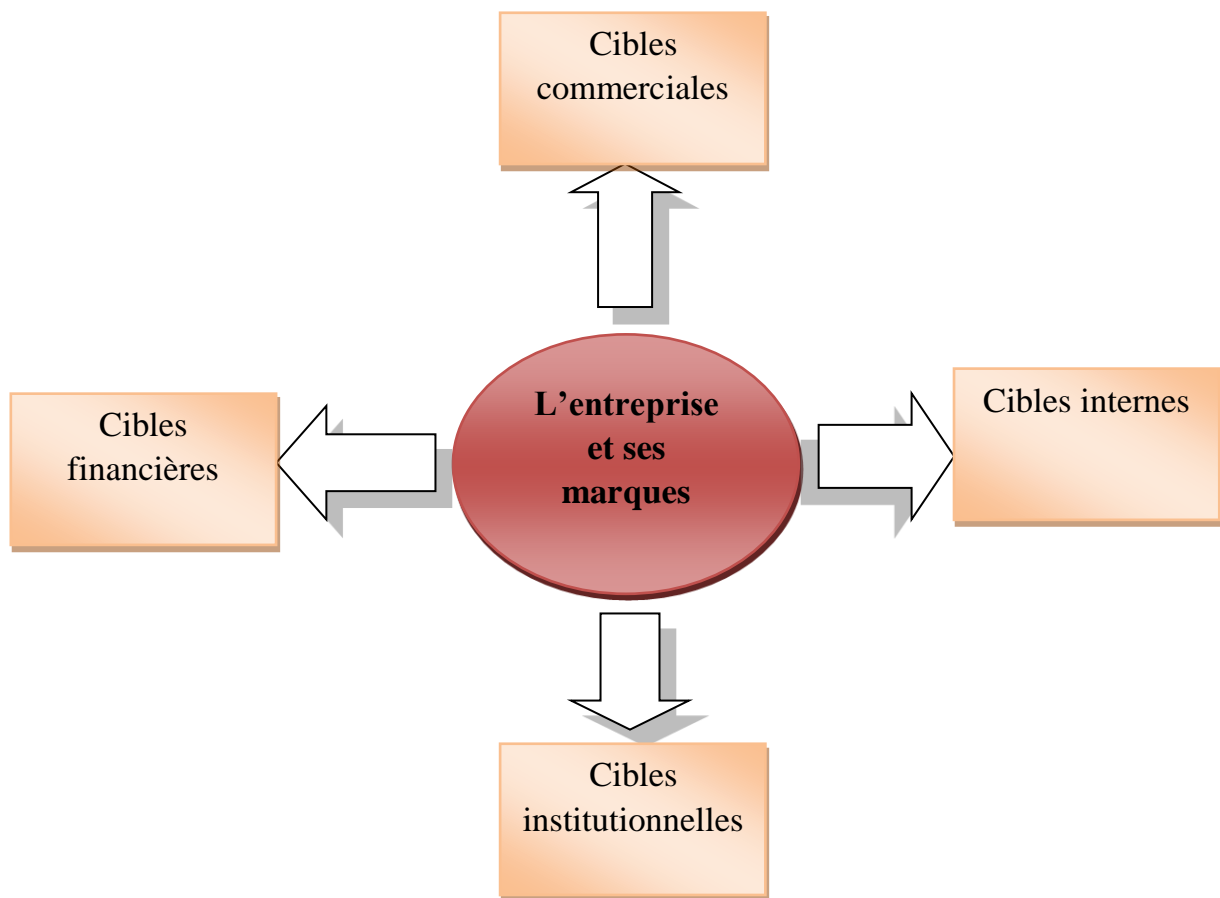 Cibles
commerciales
L’entreprise
et ses
marques
Cibles internes
Cibles
financières
Cibles
institutionnelles